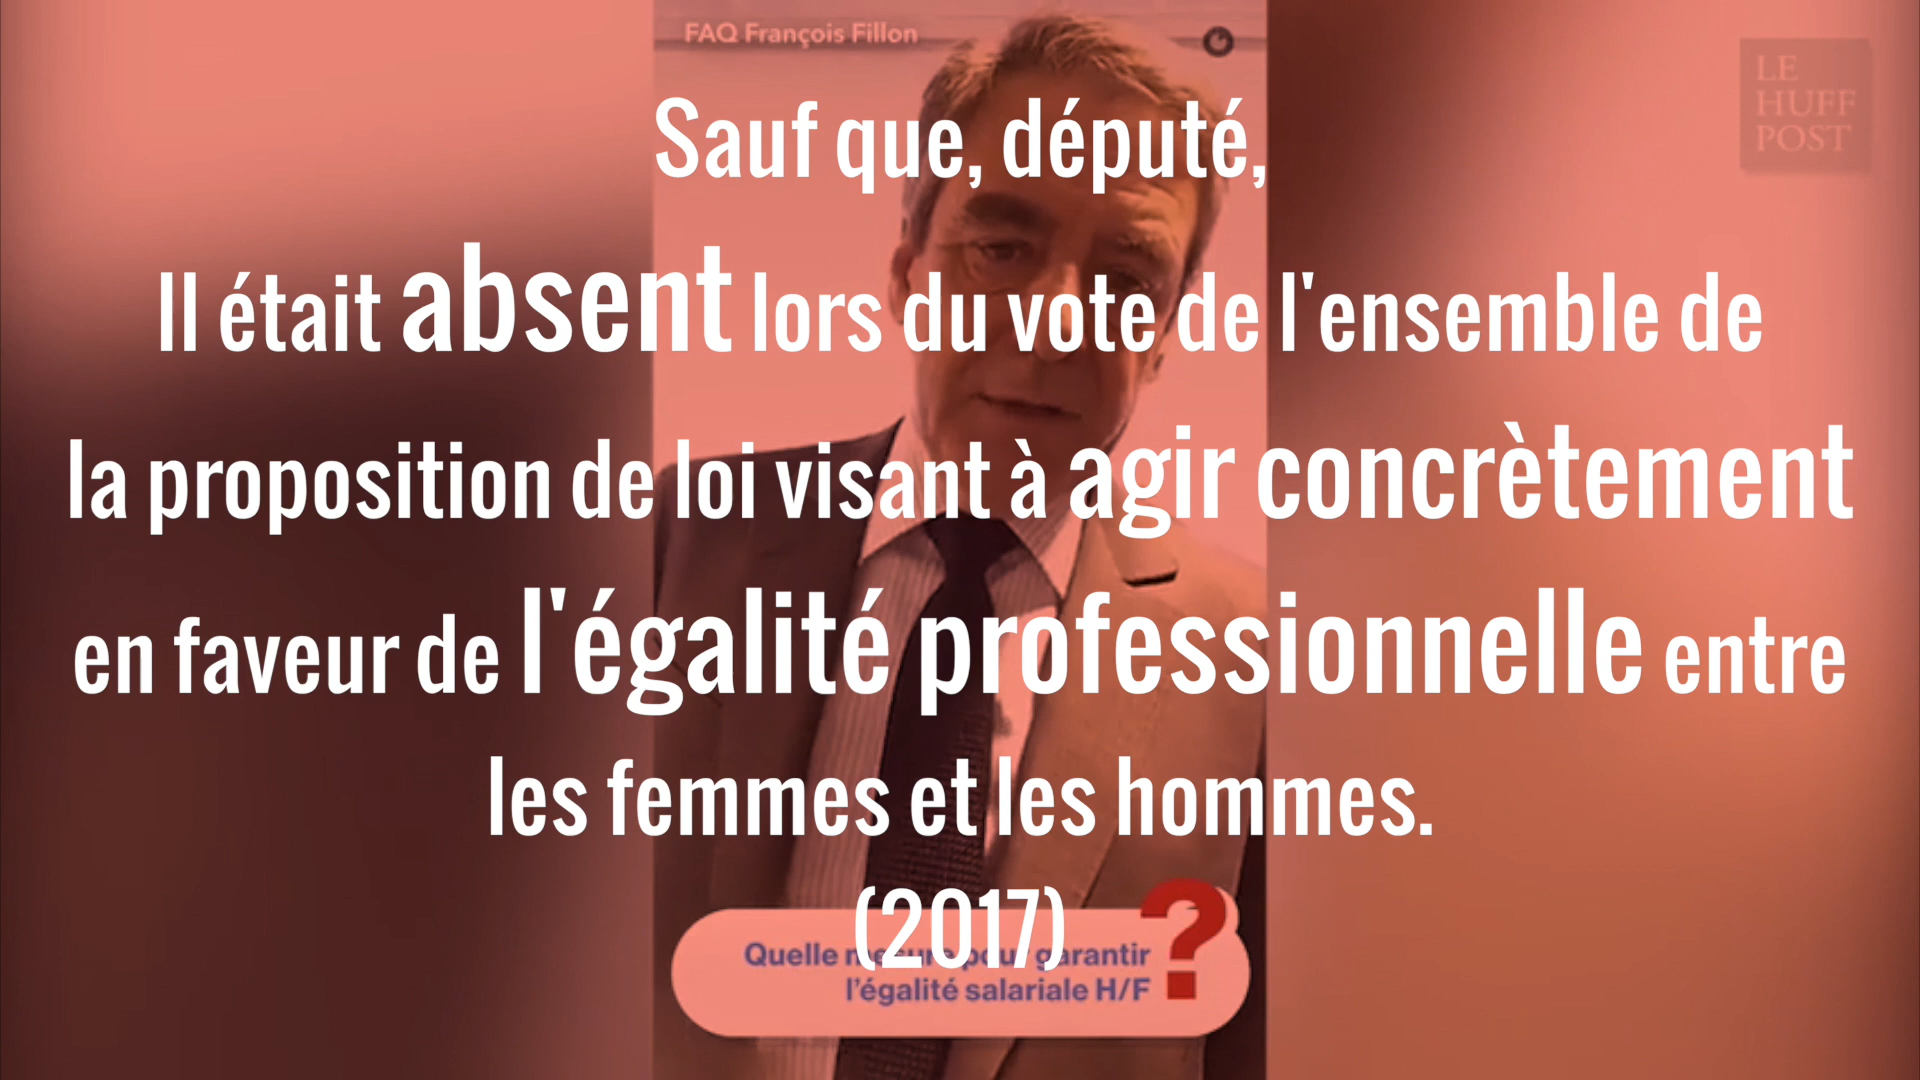 FAQ François Fillon
LE
HUFF
POST
Sauf que, député,
Il était absent lors du vote de l'ensemble de
la proposition de loi visant à agir concrètement
en faveur de l'égalité professionnelle entre
les femmes et les hommes.
(2017)
Quelle mesure pour garantir
l'égalité salariale H/F ?